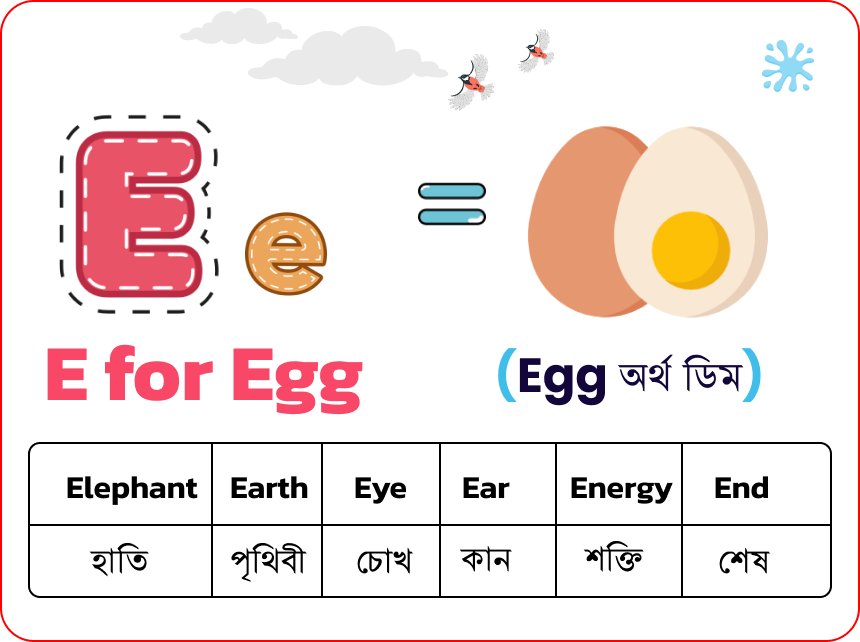 E e =
E for Egg
(Egg অর্থ ডিম)
Elephant Earth Eye Ear Energy End
হাতি পৃথিবী চোখ কান শক্তি শেষ